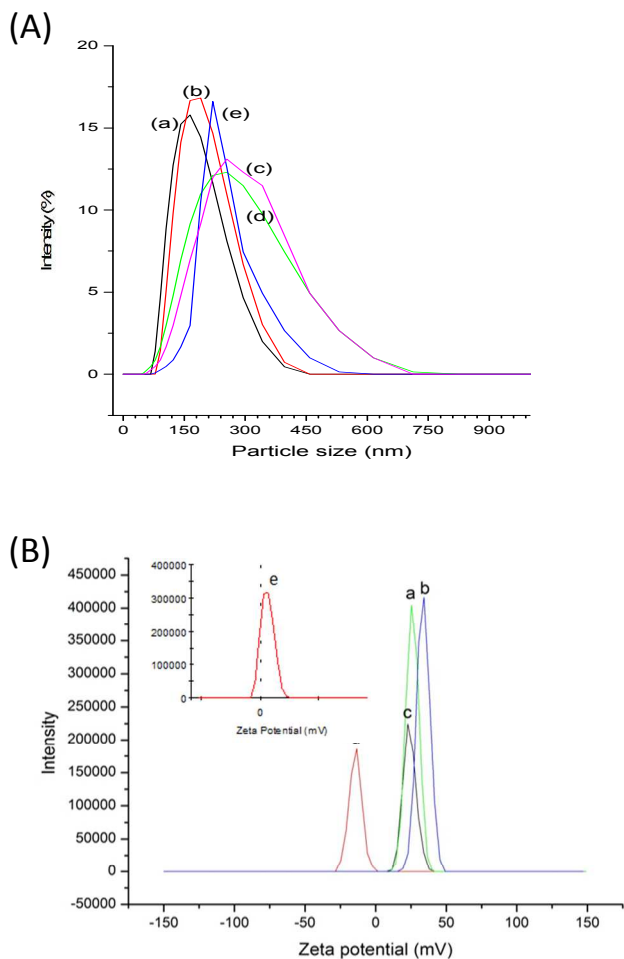 (A)
20
(b)
(e)
(a)
15
(c)
(d)
10
5
0
Intensity (%)
0 150 300 450 600 750 900
Particle size (nm)
(B)
400000
300000
200000
100000
0
e
0
Zeta Potential (mV)
450000
400000
350000
300000
250000
200000
150000
100000
50000
0
-50000
Intensity
a
b
c
-150 -100 -50 0 50 100 150
Zeta potential (mV)